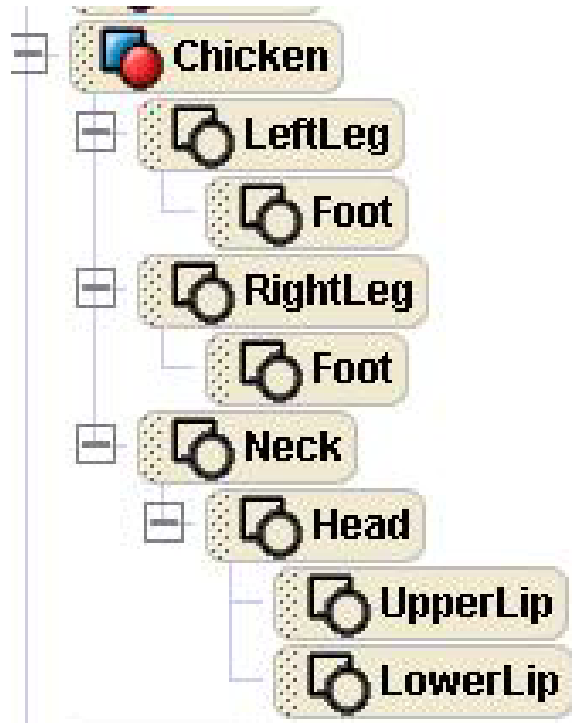 Chicken
LeftLeg
Foot
RightLeg
Foot
Neck
Head
UpperLip
LowerLip